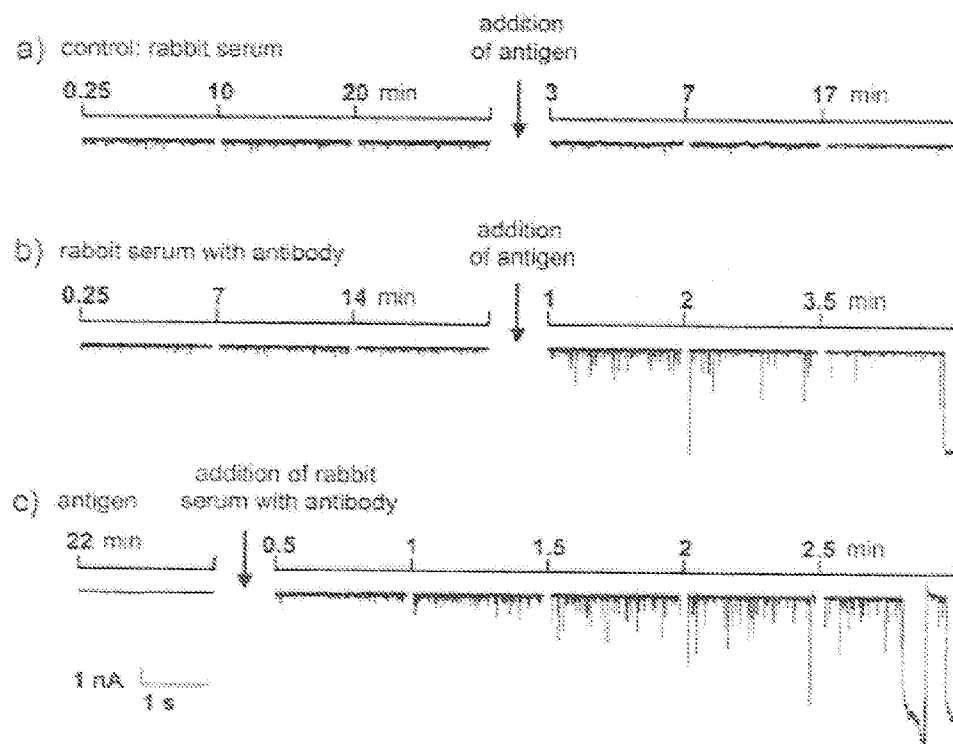 a) control: rabbit serum
addition
of antigen
0.25 10 20 min
3 7 17 min
b) rabbit serum with antibody
addition
of antigen
0.25 7 14 min
1 2 3.5 min
c) antigen
addition of rabbit
serum with antibody
22 min
0.5 1 1.5 2 2.5 min
1 nA
1 s